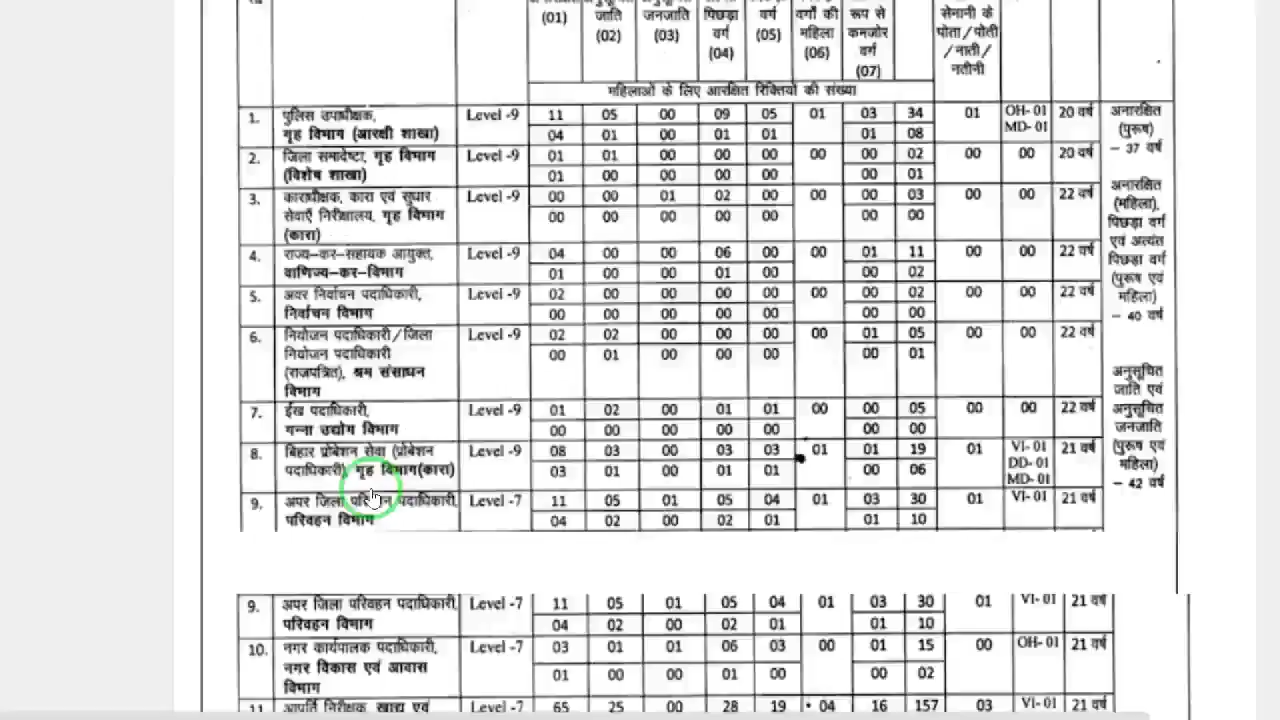 (01) जाति जनजाति पिछड़ा वर्ग वर्गों की रूप से सेनानी के
(02) (03) वर्ग (05) महिला कमजोर पोता/पोती
(04) (06) वर्ग /नाती/
(07) नतीनी
महिलाओं के लिए आरक्षित रिक्तियों की संख्या
1. पुलिस उपाधीक्षक, Level -9 11 05 00 09 05 01 03 34 01 OH- 01 20 वर्ष अनारक्षित
गृह विभाग (आरक्षी शाखा) 04 01 00 01 01 01 08 MD- 01 (पुरूष)
2. जिला समादेष्टा, गृह विभाग Level -9 01 01 00 00 00 00 00 02 00 00 20 वर्ष – 37 वर्ष
(विशेष शाखा) 01 00 00 00 00 00 01
3. काराधीक्षक, कारा एवं सुधार Level -9 00 00 01 02 00 00 00 03 00 00 22 वर्ष अनारक्षित
सेवाएँ निरीक्षालय, गृह विभाग 00 00 00 00 00 00 00 (महिला),
(कारा) पिछड़ा वर्ग
4. राज्य–कर–सहायक आयुक्त, Level -9 04 00 00 06 00 00 01 11 00 00 22 वर्ष एवं अत्यंत
वाणिज्य–कर–विभाग 01 00 00 01 00 00 02 पिछड़ा वर्ग
5. अवर निर्वाचन पदाधिकारी, Level -9 02 00 00 00 00 00 00 02 00 00 22 वर्ष (पुरूष एवं
महिला)
निर्वाचन विभाग 00 00 00 00 00 00 00 – 40 वर्ष
6. नियोजन पदाधिकारी/जिला Level -9 02 02 00 00 00 00 01 05 00 00 22 वर्ष
नियोजन पदाधिकारी 00 01 00 00 00 00 01
(राजपत्रित), श्रम संसाधन अनुसूचित
विभाग जाति एवं
7. ईख पदाधिकारी, Level -9 01 02 00 01 01 00 00 05 00 00 22 वर्ष अनुसूचित
गन्ना उद्योग विभाग 00 00 00 00 00 00 00 जनजाति
8. बिहार प्रोबेशन सेवा (प्रोबेशन Level -9 08 03 00 03 03 01 01 19 01 VI- 01 21 वर्ष (पुरूष एवं
पदाधिकारी), गृह विभाग(कारा) 03 01 00 01 01 00 06 DD- 01 महिला)
MD- 01 – 42 वर्ष
9. अपर जिला परिवहन पदाधिकारी, Level -7 11 05 01 05 04 01 03 30 01 VI- 01 21 वर्ष
परिवहन विभाग 04 02 00 02 01 01 10
9. अपर जिला परिवहन पदाधिकारी, Level -7 11 05 01 05 04 01 03 30 01 VI- 01 21 वर्ष
परिवहन विभाग 04 02 00 02 01 01 10
10. नगर कार्यपालक पदाधिकारी, Level -7 03 01 01 06 03 00 01 15 00 OH- 01 21 वर्ष
नगर विकास एवं आवास 01 00 00 01 00 00 02
विभाग
11 आपूर्ति निरीक्षक, खाद्य एवं Level -7 65 25 00 28 19 04 16 157 03 VI- 01 21 वर्ष